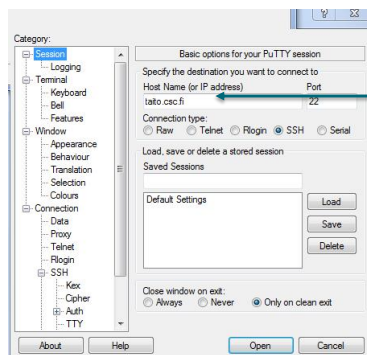 Category:
Session
Logging
Terminal
Keyboard
Bell
Features
Window
Appearance
Behaviour
Translation
Selection
Colours
Connection
Data
Proxy
Telnet
Rlogin
SSH
Kex
Cipher
Auth
TTY
Basic options for your PuTTY session
Specify the destination you want to connect to
Host Name (or IP address) Port
taito.csc.fi 22
Connection type:
Raw Telnet Rlogin SSH Serial
Load, save or delete a stored session
Saved Sessions
Default Settings
Load
Save
Delete
Close window on exit:
Always Never Only on clean exit
About Help Open Cancel